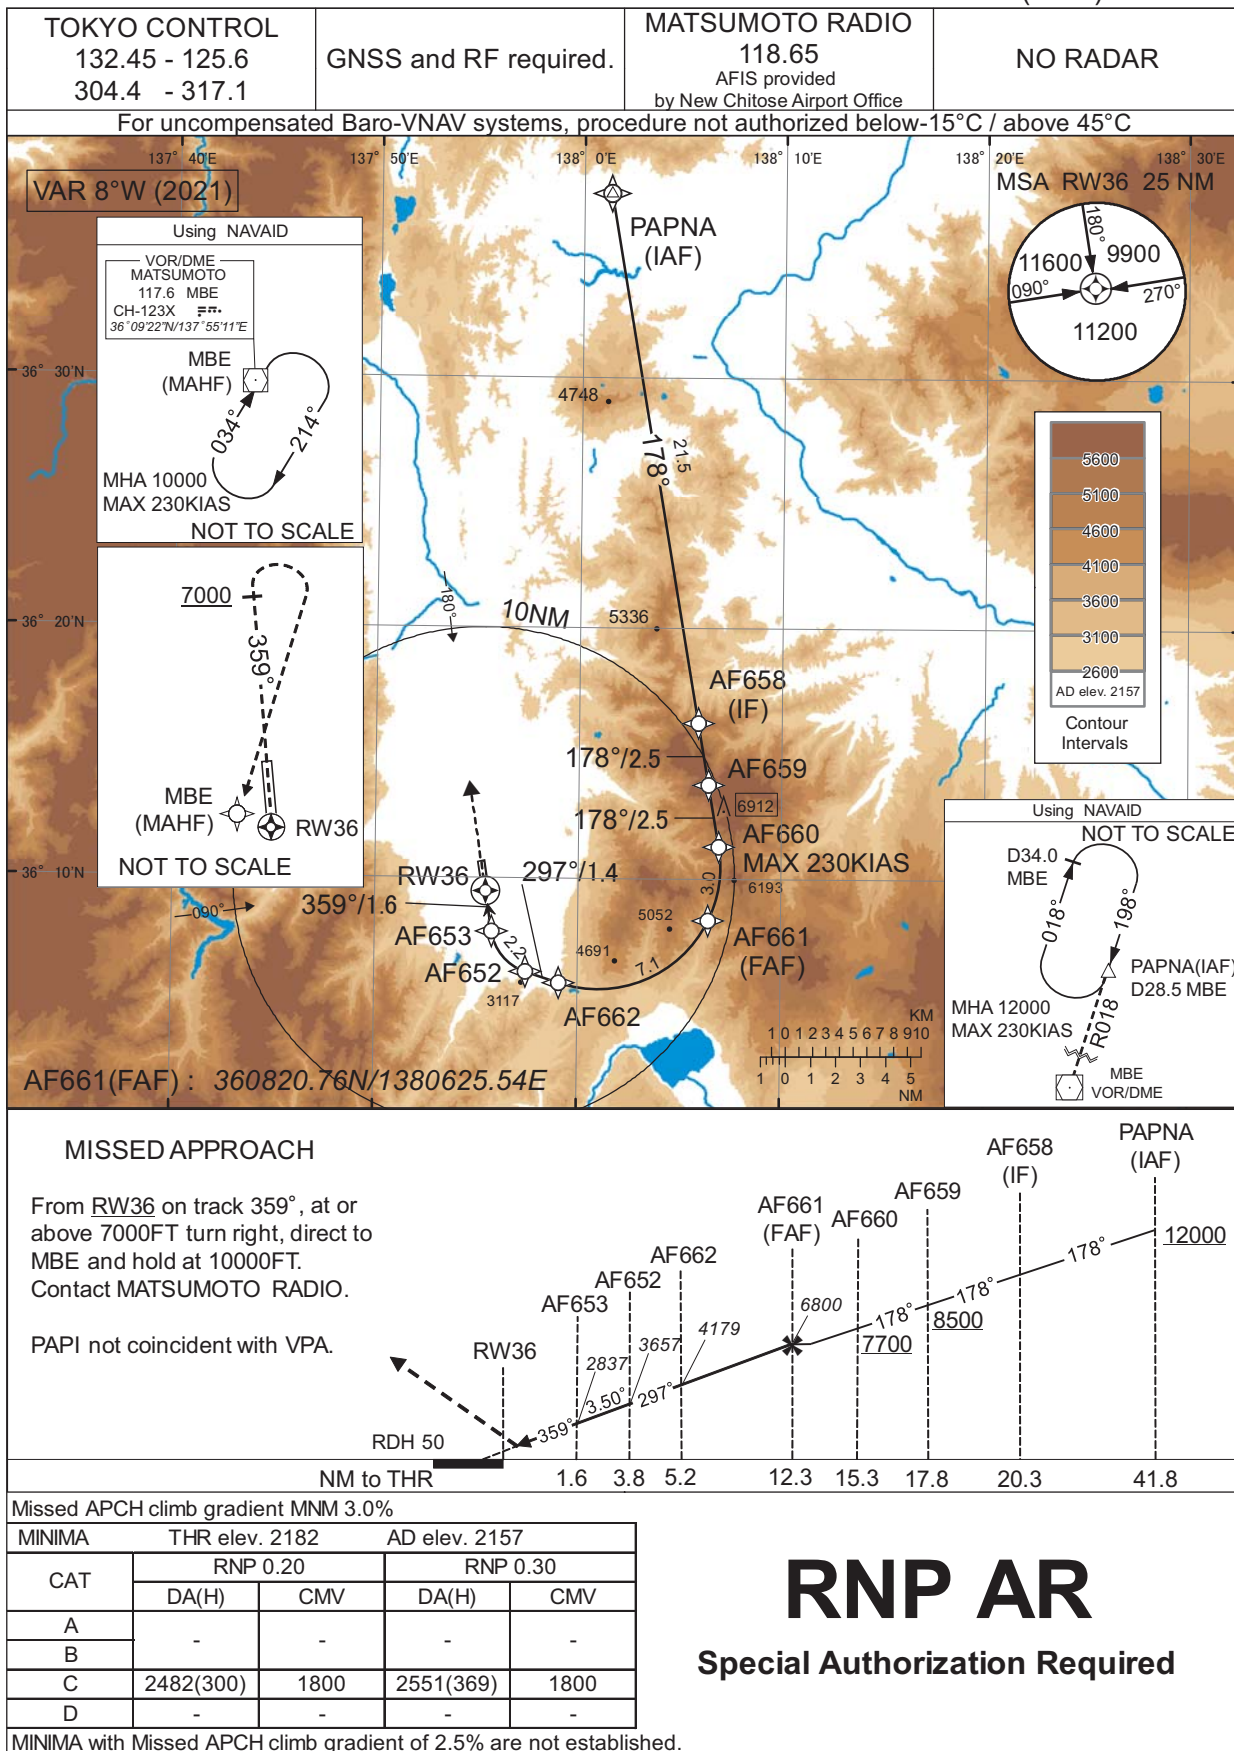 TOKYO CONTROL
132.45 - 125.6
304.4 - 317.1
GNSS and RF required.
MATSUMOTO RADIO
118.65
AFIS provided
by New Chitose Airport Office
NO RADAR
For uncompensated Baro-VNAV systems, procedure not authorized below-15°C / above 45°C
137° 40'E
137° 50'E
138° 0'E
138° 10'E
138° 20'E
138° 30'E
VAR 8°W (2021)
Using NAVAID
VOR/DME
MATSUMOTO
117.6 MBE
CH-123X
36°09'22"N/137°55'11"E
MBE
(MAHF)
034°
214°
MHA 10000
MAX 230KIAS
NOT TO SCALE
7000
359°
MBE
(MAHF)
RW36
NOT TO SCALE
36° 30'N
36° 20'N
36° 10'N
PAPNA
(IAF)
MSA RW36 25 NM
180°
11600
9900
090°
270°
11200
4748
178°
21.5
5600
5100
4600
4100
3600
3100
2600
AD elev. 2157
Contour
Intervals
180°
10NM
5336
AF658
(IF)
178°/2.5
AF659
6912
178°/2.5
AF660
MAX 230KIAS
RW36
297°/1.4
3.0
6193
359°/1.6
090°
5052
AF653
2.2
4691
7.1
AF661
(FAF)
AF652
3117
AF662
KM
1 0 1 2 3 4 5 6 7 8 9 10
1 0 1 2 3 4 5
NM
AF661(FAF) : 360820.76N/1380625.54E
Using NAVAID
NOT TO SCALE
D34.0
MBE
018°
198°
PAPNA(IAF)
D28.5 MBE
MHA 12000
MAX 230KIAS
R018
MBE
VOR/DME
MISSED APPROACH
From RW36 on track 359°, at or
above 7000FT turn right, direct to
MBE and hold at 10000FT.
Contact MATSUMOTO RADIO.
PAPI not coincident with VPA.
PAPNA
(IAF)
AF658
(IF)
AF659
AF661
(FAF)
AF660
AF662
AF652
AF653
RW36
12000
178°
178°
8500
178°
7700
6800
4179
3657
2837
297°
3.50°
359°
RDH 50
NM to THR
1.6 3.8 5.2 12.3 15.3 17.8 20.3 41.8
Missed APCH climb gradient MNM 3.0%
MINIMA THR elev. 2182 AD elev. 2157
CAT RNP 0.20 RNP 0.30
DA(H) CMV DA(H) CMV
A
- - - -
B
C 2482(300) 1800 2551(369) 1800
D - - - -
MINIMA with Missed APCH climb gradient of 2.5% are not established.
RNP AR
Special Authorization Required